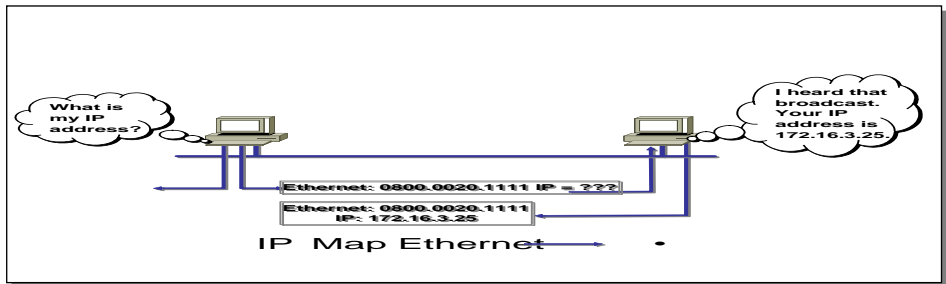 What is
my IP
address?
I heard that
broadcast.
Your IP
address is
172.16.3.25.
Ethernet: 0800.0020.1111 IP = ???
Ethernet: 0800.0020.1111
IP: 172.16.3.25
IP Map Ethernet •